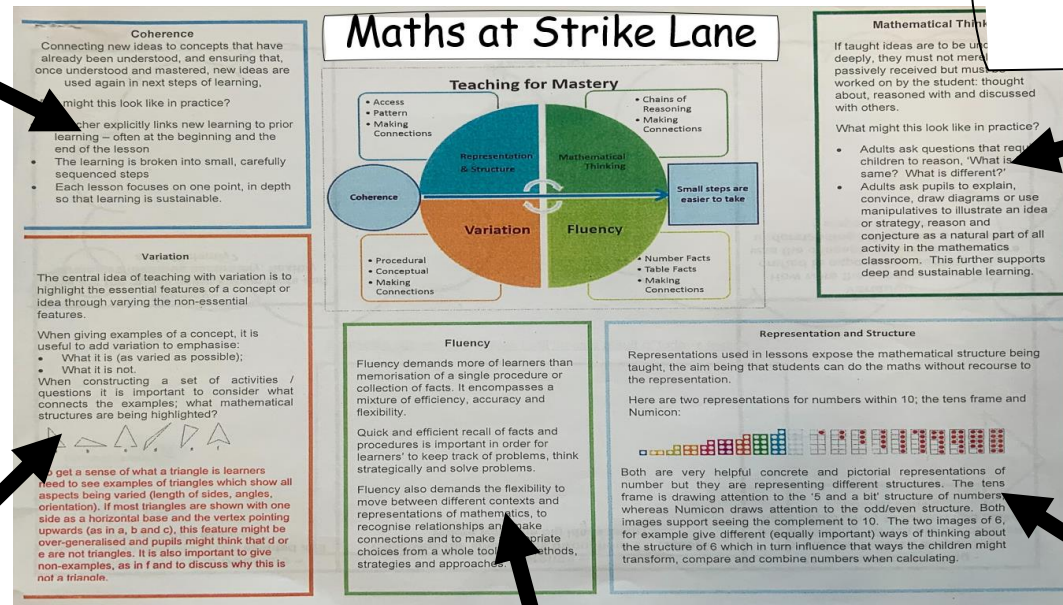 Maths at Strike Lane
Coherence
Connecting new ideas to concepts that have
already been understood, and ensuring that,
once understood and mastered, new ideas are
used again in next steps of learning,
might this look like in practice?
explicitly links new learning to prior
learning – often at the beginning and the
end of the lesson
• The learning is broken into small, carefully
sequenced steps
• Each lesson focuses on one point, in depth
so that learning is sustainable.
Teaching for Mastery
• Access
• Pattern
• Making
Connections
• Chains of
Reasoning
• Making
Connections
Representation
& Structure
Mathematical
Thinking
Coherence
Small steps are
easier to take
Variation
Fluency
• Procedural
• Conceptual
• Making
Connections
• Number Facts
• Table Facts
• Making
Connections
Mathematical
If taught ideas are to be
deeply, they must not
passively received but must
worked on by the student: thought
about, reasoned with and discussed
with others.
What might this look like in practice?
• Adults ask questions that
children to reason, ‘What is
same? What is different?’
• Adults ask pupils to explain,
convince, draw diagrams or use
manipulatives to illustrate an idea
or strategy, reason and
conjecture as a natural part of all
activity in the mathematics
classroom. This further supports
deep and sustainable learning.
Variation
The central idea of teaching with variation is to
highlight the essential features of a concept or
idea through varying the non-essential
features.
When giving examples of a concept, it is
useful to add variation to emphasise:
• What it is (as varied as possible);
• What it is not.
When constructing a set of activities /
questions it is important to consider what
connects the examples; what mathematical
structures are being highlighted?
get a sense of what a triangle is learners
need to see examples of triangles which show all
aspects being varied (length of sides, angles,
orientation). If most triangles are shown with one
side as a horizontal base and the vertex pointing
upwards (as in a, b and c), this feature might be
over-generalised and pupils might think that d or
e are not triangles. It is also important to give
non-examples, as in f and to discuss why this is
not a triangle.
Fluency
Fluency demands more of learners than
memorisation of a single procedure or
collection of facts. It encompasses a
mixture of efficiency, accuracy and
flexibility.
Quick and efficient recall of facts and
procedures is important in order for
learners’ to keep track of problems, think
strategically and solve problems.
Fluency also demands the flexibility to
move between different contexts and
representations of mathematics, to
recognise relationships and make
connections and to make
choices from a whole
strategies and approaches.
Representation and Structure
Representations used in lessons expose the mathematical structure being
taught, the aim being that students can do the maths without recourse to
the representation.
Here are two representations for numbers within 10; the tens frame and
Numicon:
Both are very helpful concrete and pictorial representations of
number but they are representing different structures. The tens
frame is drawing attention to the ‘5 and a bit’ structure of numbers
whereas Numicon draws attention to the odd/even structure. Both
images support seeing the complement to 10. The two images of 6,
for example give different (equally important) ways of thinking about
the structure of 6 which in turn influence that ways the children might
transform, compare and combine numbers when calculating.